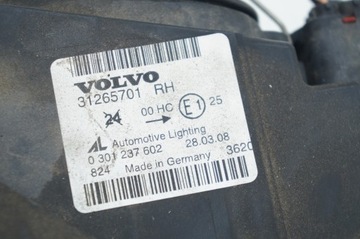 VOLVO
31265701 RH
24 00 HC E1 25
AL Automotive Lighting
0 301 237 602 28.03.08
824 Made in Germany 3620